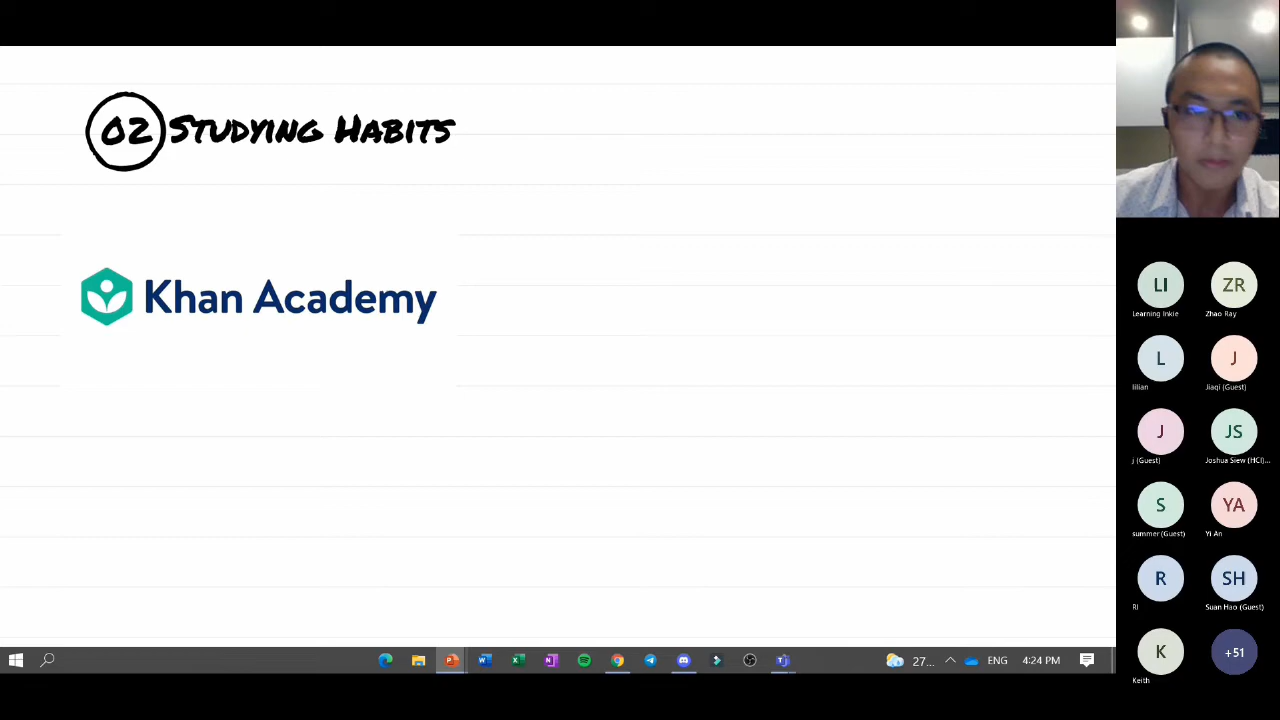 02 Studying Habits
Khan Academy
LI
Learning Inkie
ZR
Zhao Ray
L
lilian
J
Jiaqi (Guest)
J
j (Guest)
JS
Joshua Siew (HCI)...
S
summer (Guest)
YA
Yi An
R
RI
SH
Suan Hao (Guest)
K
Keith
+51
27...
ENG
4:24 PM